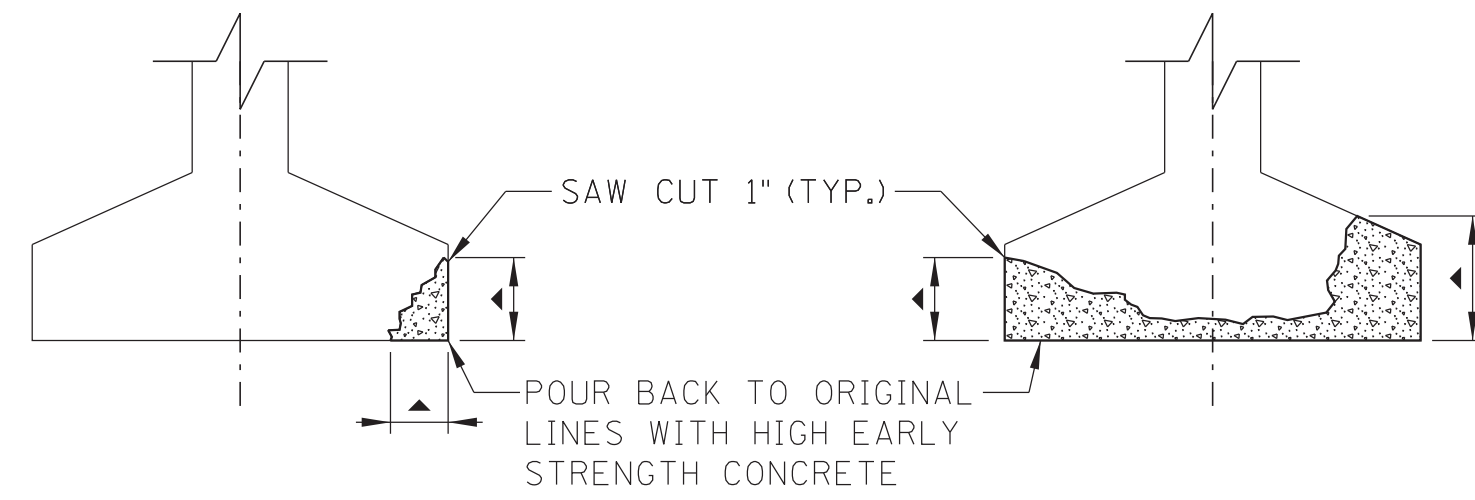 SAW CUT 1" (TYP.)
POUR BACK TO ORIGINAL
LINES WITH HIGH EARLY
STRENGTH CONCRETE